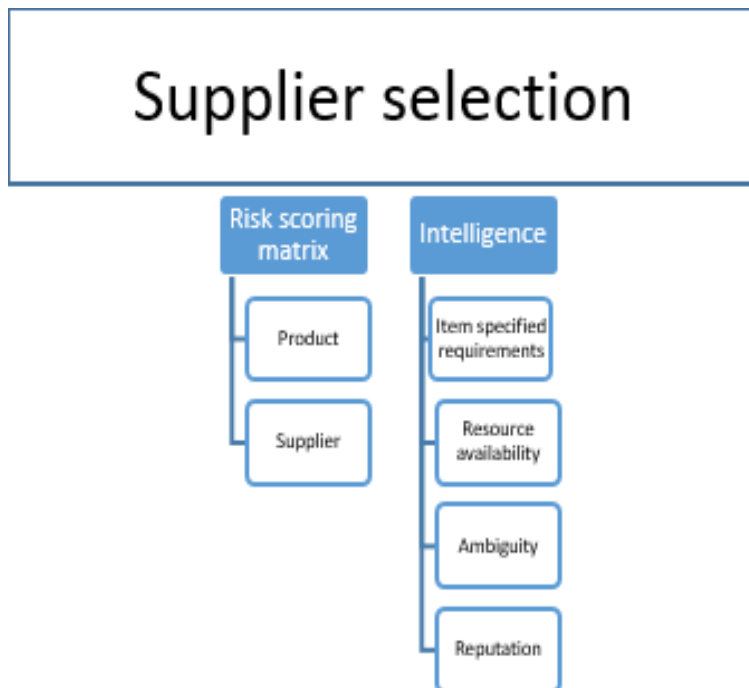 Supplier selection
Risk scoring
matrix
Product
Supplier
Intelligence
Item specified
requirements
Resource
availability
Ambiguity
Reputation